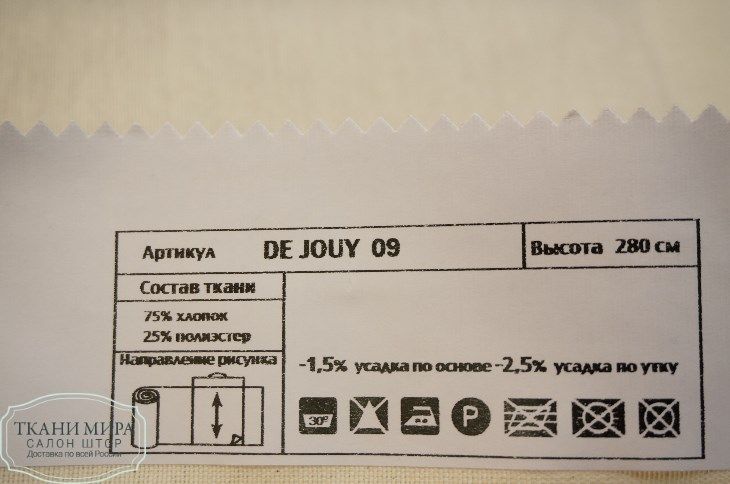 Артикул DE JOUY 09 Высота 280 см
Состав ткани
75% хлопок
25% полиэстер
Направление рисунка
-1,5% усадка по основе -2,5% усадка по утку
30°
P
ТКАНИ МИРА
САЛОН ШТОР
Доставка по всей России